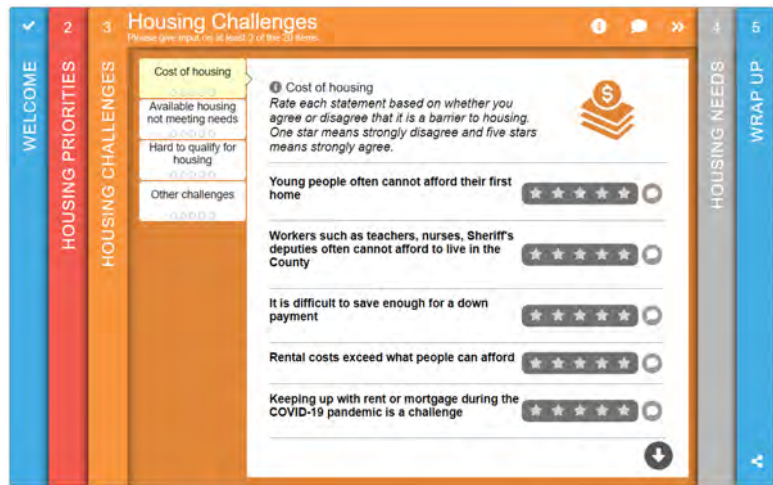 WELCOME
2
HOUSING PRIORITIES
3
HOUSING CHALLENGES
Housing Challenges
Please give input on at least 3 of the 20 items.
Cost of housing
Available housing
not meeting needs
Hard to qualify for
housing
Other challenges
Cost of housing
Rate each statement based on whether you
agree or disagree that it is a barrier to housing.
One star means strongly disagree and five stars
means strongly agree.
Young people often cannot afford their first
home
Workers such as teachers, nurses, Sheriff's
deputies often cannot afford to live in the
County
It is difficult to save enough for a down
payment
Rental costs exceed what people can afford
Keeping up with rent or mortgage during the
COVID-19 pandemic is a challenge
4
HOUSING NEEDS
5
WRAP UP